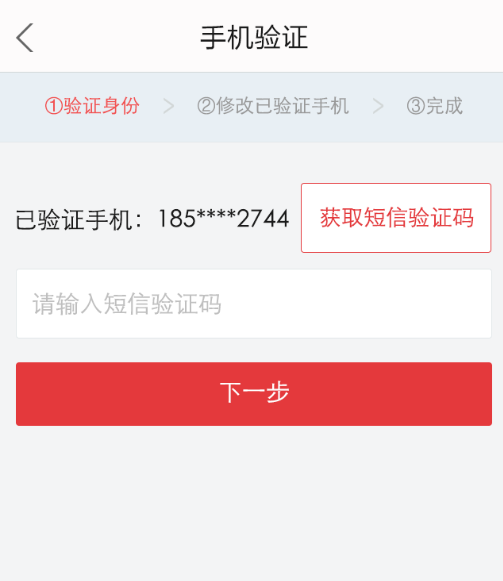 手机验证
①验证身份 > ②修改已验证手机 > ③完成
已验证手机：185****2744 获取短信验证码
请输入短信验证码
下一步